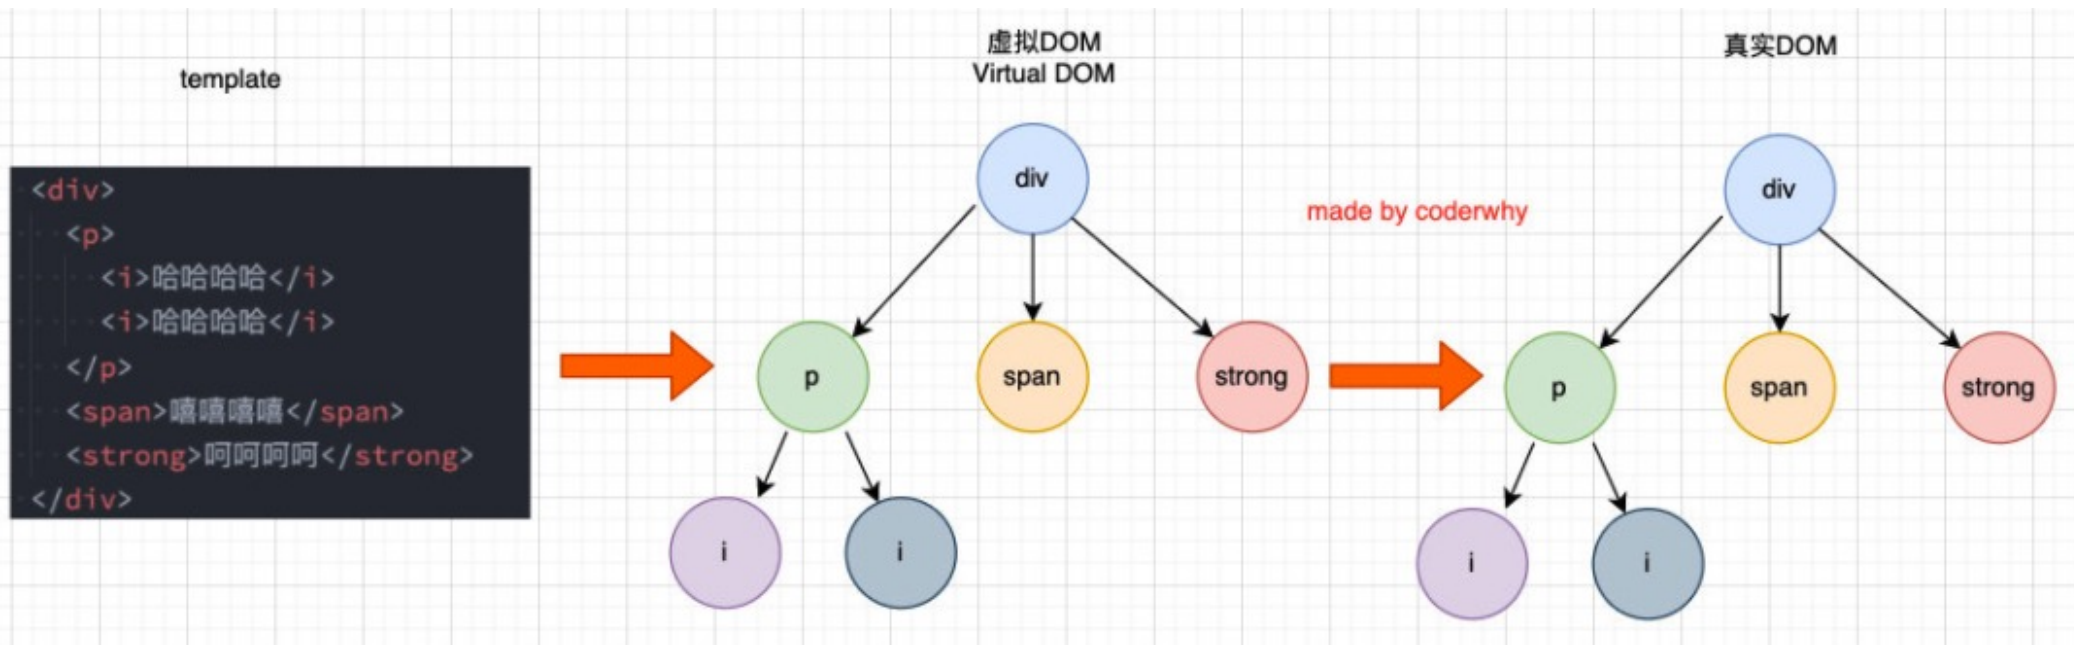 template
<div>
<p>
<i>哈哈哈哈</i>
<i>哈哈哈哈</i>
</p>
<span>嘻嘻嘻嘻</span>
<strong>呵呵呵呵</strong>
</div>
虚拟DOM
Virtual DOM
div
p
span
strong
i
i
made by coderwhy
真实DOM
div
p
span
strong
i
i